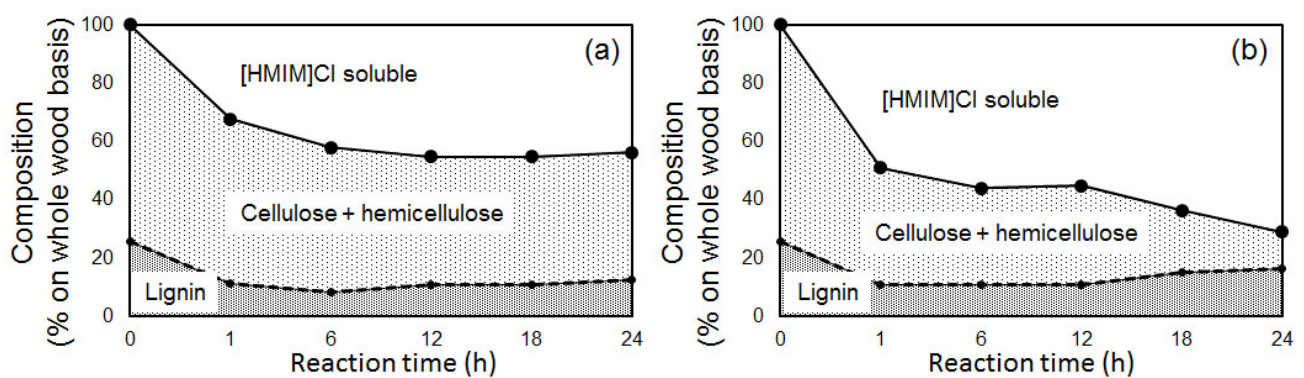 (a)
Composition
(% on whole wood basis)
100
80
60
40
20
0
[HMIM]Cl soluble
Cellulose + hemicellulose
Lignin
0 1 6 12 18 24
Reaction time (h)
(b)
Composition
(% on whole wood basis)
100
80
60
40
20
0
[HMIM]Cl soluble
Cellulose + hemicellulose
Lignin
0 1 6 12 18 24
Reaction time (h)